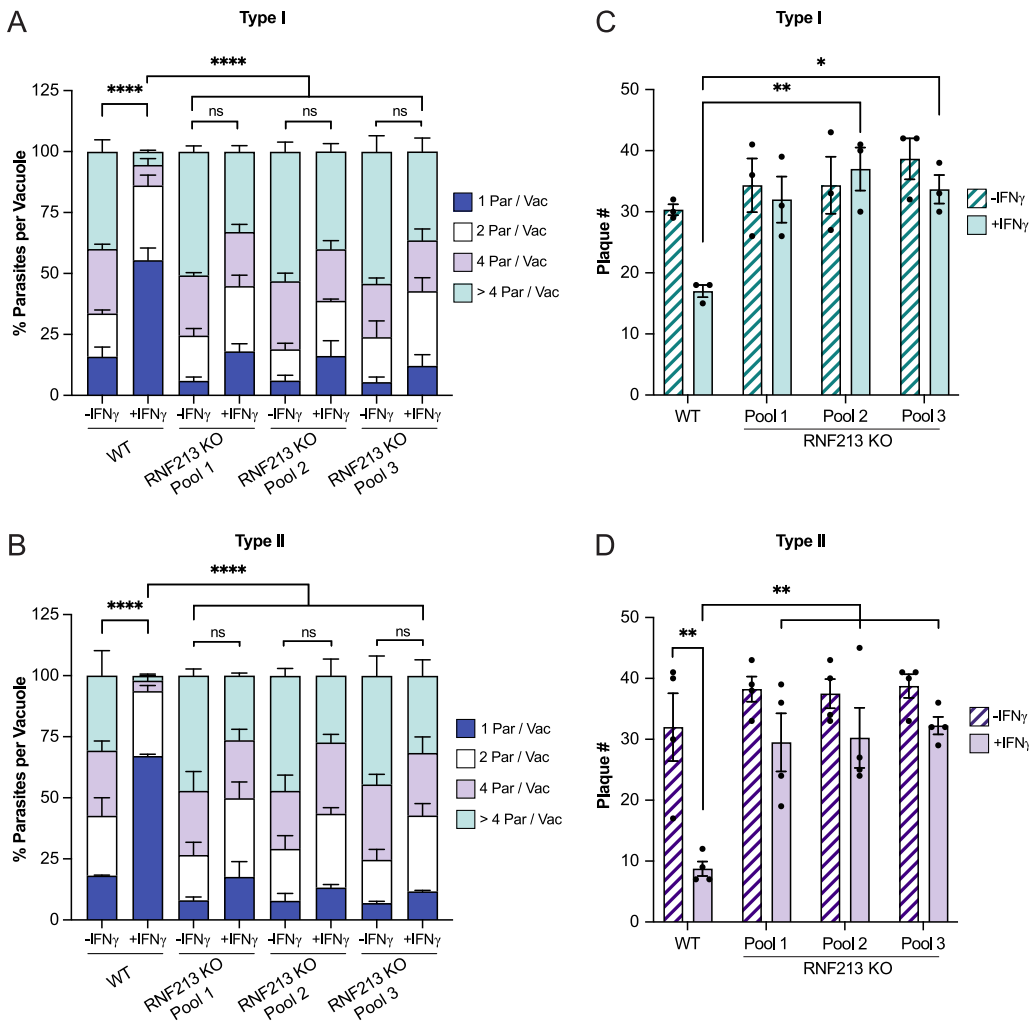 A
Type I
****
****
ns
ns
ns
% Parasites per Vacuole
125
100
75
50
25
0
-IFNγ
+IFNγ
-IFNγ
+IFNγ
-IFNγ
+IFNγ
-IFNγ
+IFNγ
WT
RNF213 KO
Pool 1
RNF213 KO
Pool 2
RNF213 KO
Pool 3
1 Par / Vac
2 Par / Vac
4 Par / Vac
> 4 Par / Vac
C
Type I
*
**
Plaque #
50
40
30
20
10
0
WT
Pool 1
Pool 2
Pool 3
RNF213 KO
-IFNγ
+IFNγ
B
Type II
****
****
ns
ns
ns
% Parasites per Vacuole
125
100
75
50
25
0
-IFNγ
+IFNγ
-IFNγ
+IFNγ
-IFNγ
+IFNγ
-IFNγ
+IFNγ
WT
RNF213 KO
Pool 1
RNF213 KO
Pool 2
RNF213 KO
Pool 3
1 Par / Vac
2 Par / Vac
4 Par / Vac
> 4 Par / Vac
D
Type II
**
**
Plaque #
50
40
30
20
10
0
WT
Pool 1
Pool 2
Pool 3
RNF213 KO
-IFNγ
+IFNγ